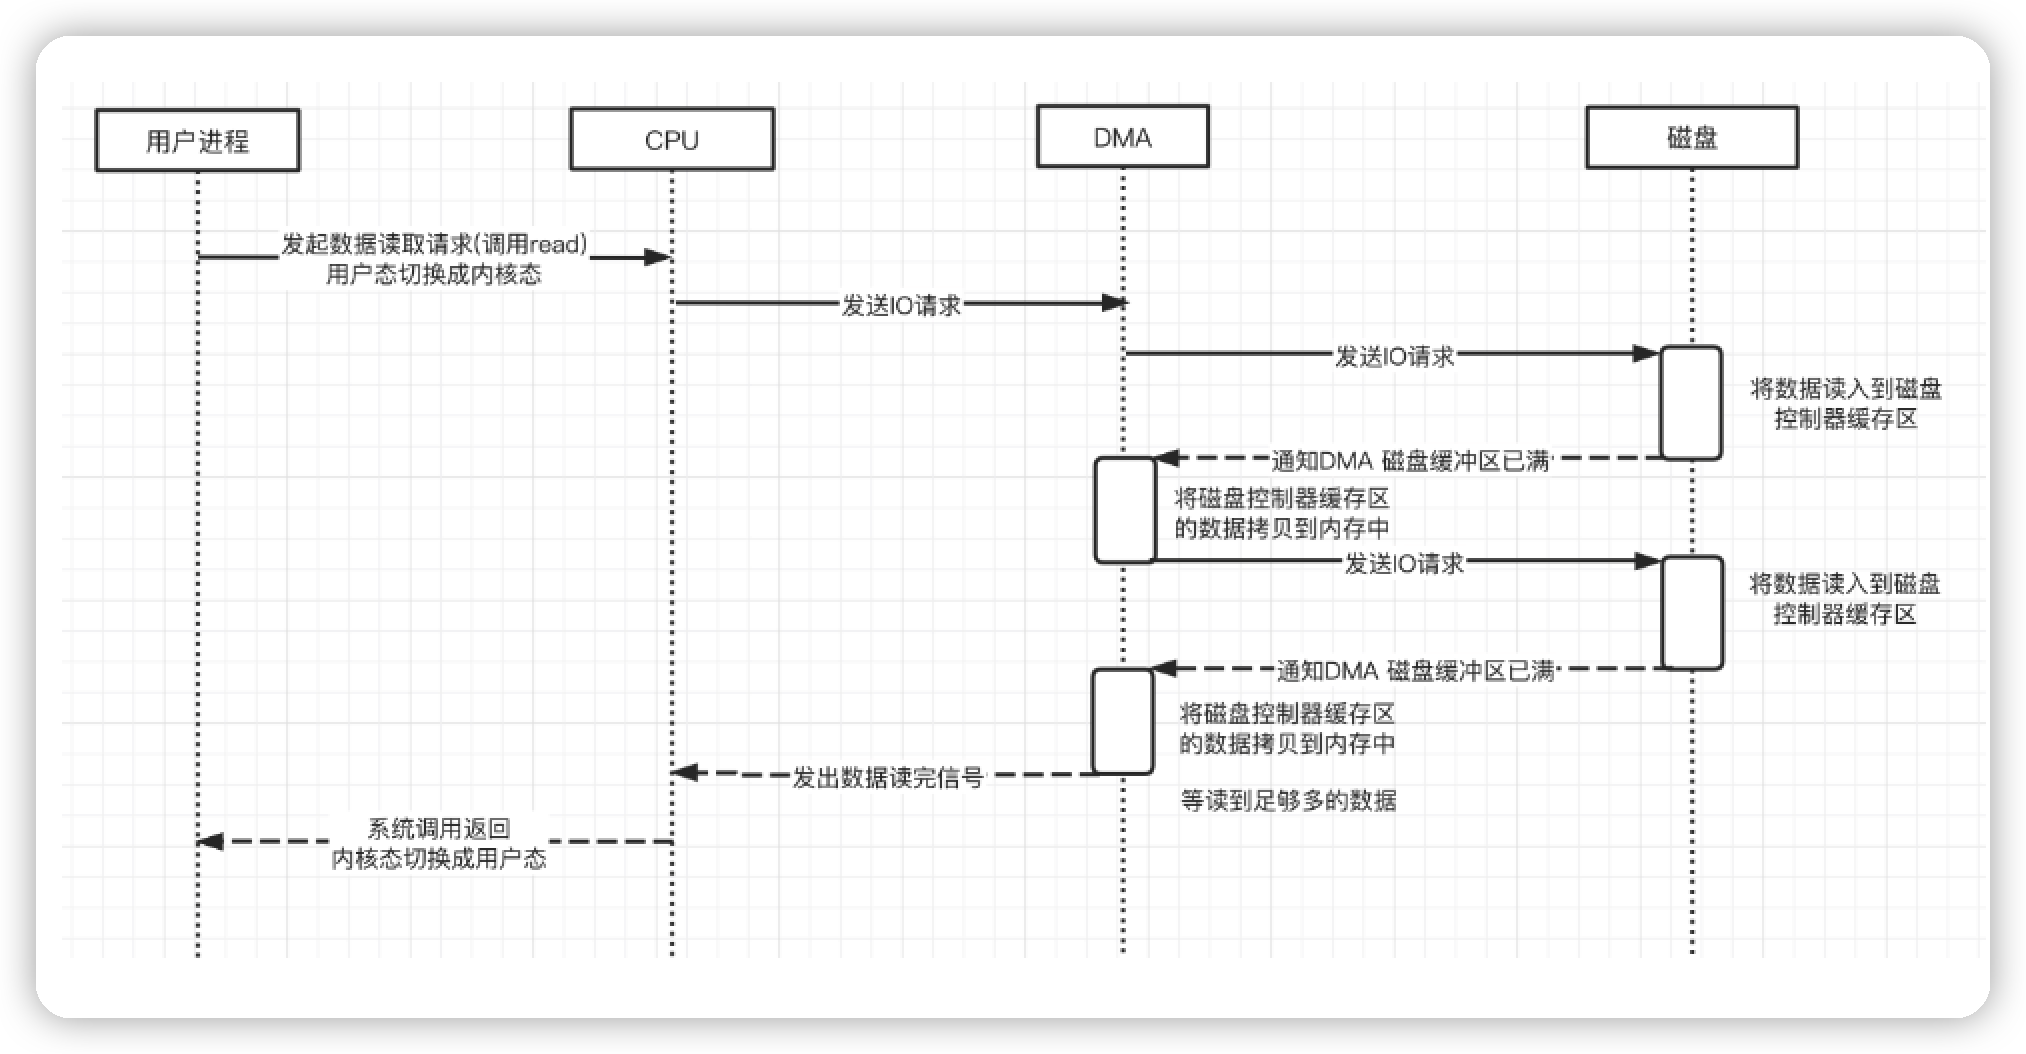 用户进程
CPU
DMA
磁盘
发起数据读取请求(调用read)
用户态切换成内核态
发送IO请求
发送IO请求
将数据读入到磁盘
控制器缓存区
通知DMA 磁盘缓冲区已满
将磁盘控制器缓存区
的数据拷贝到内存中
发送IO请求
将数据读入到磁盘
控制器缓存区
通知DMA 磁盘缓冲区已满
将磁盘控制器缓存区
的数据拷贝到内存中
发出数据读完信号
等读到足够多的数据
系统调用返回
内核态切换成用户态